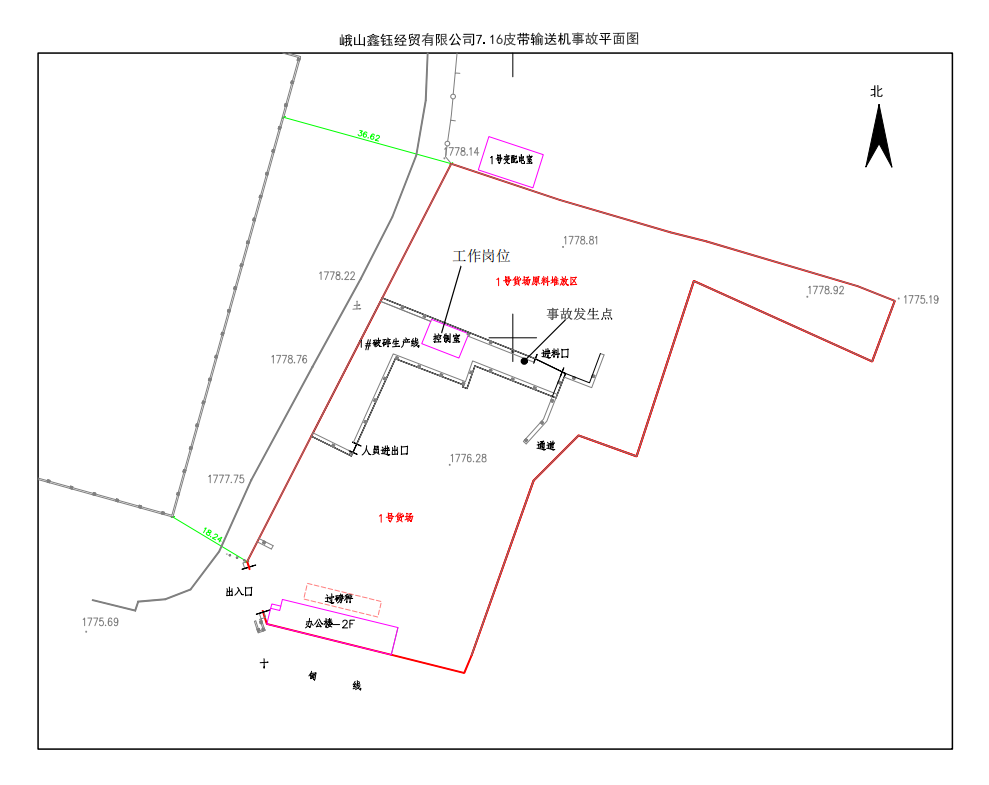 峨山鑫钰经贸有限公司7.16皮带输送机事故平面图
北
36.62
1778.14
1号变配电室
1778.81
工作岗位
1778.22
1号货场原料堆放区
1778.92
1775.19
土
事故发生点
1#破碎生产线
控制室
进料口
1778.76
人员进出口
通道
1776.28
1777.75
1号货场
18.24
出入口
过磅秤
1775.69
办公楼-2F
十
甸
线